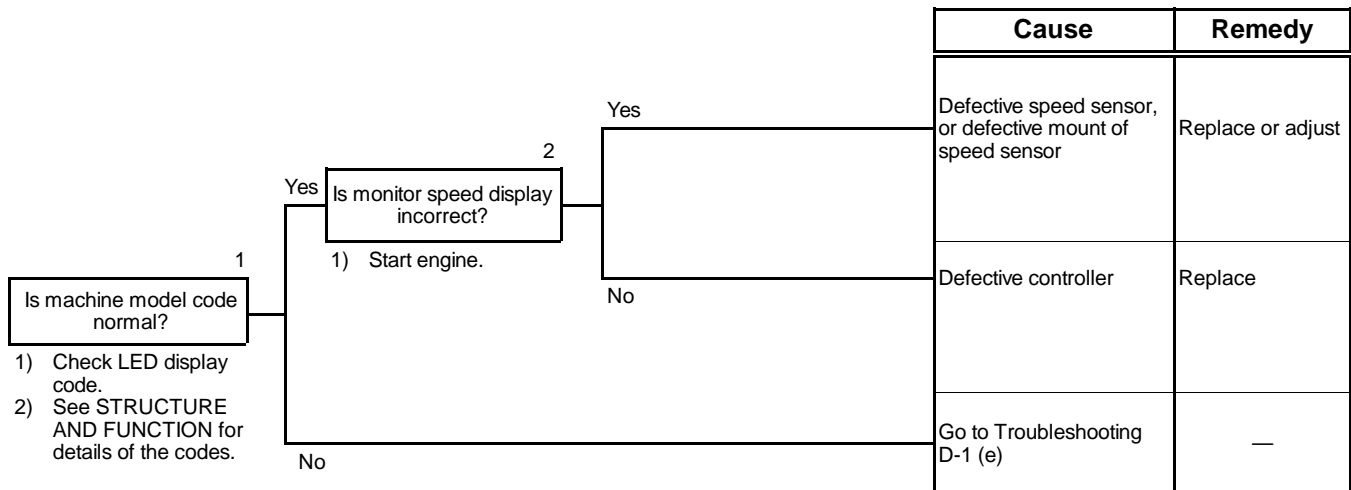 Cause
Remedy
Yes
Defective speed sensor,
or defective mount of
speed sensor
Replace or adjust
2
Yes
Is monitor speed display
incorrect?
1) Start engine.
1
No
Defective controller
Replace
Is machine model code
normal?
1) Check LED display
code.
2) See STRUCTURE
AND FUNCTION for
details of the codes.
No
Go to Troubleshooting
D-1 (e)
—